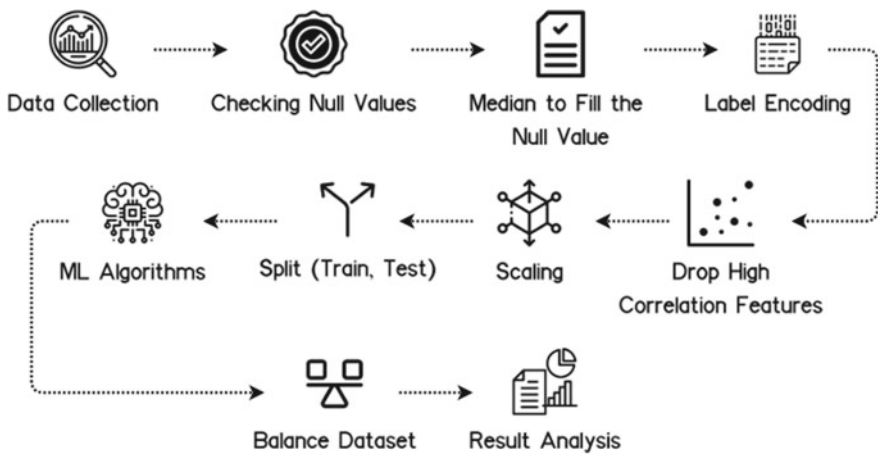 Data Collection
Checking Null Values
Median to Fill the
Null Value
Label Encoding
Drop High
Correlation Features
Scaling
Split (Train, Test)
ML Algorithms
Balance Dataset
Result Analysis